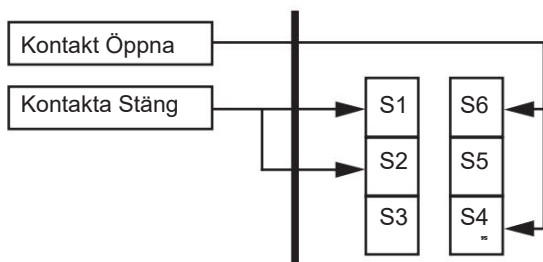 Kontakt Öppna
Kontakta Stäng
S1 S6
S2 S5
S3 S4